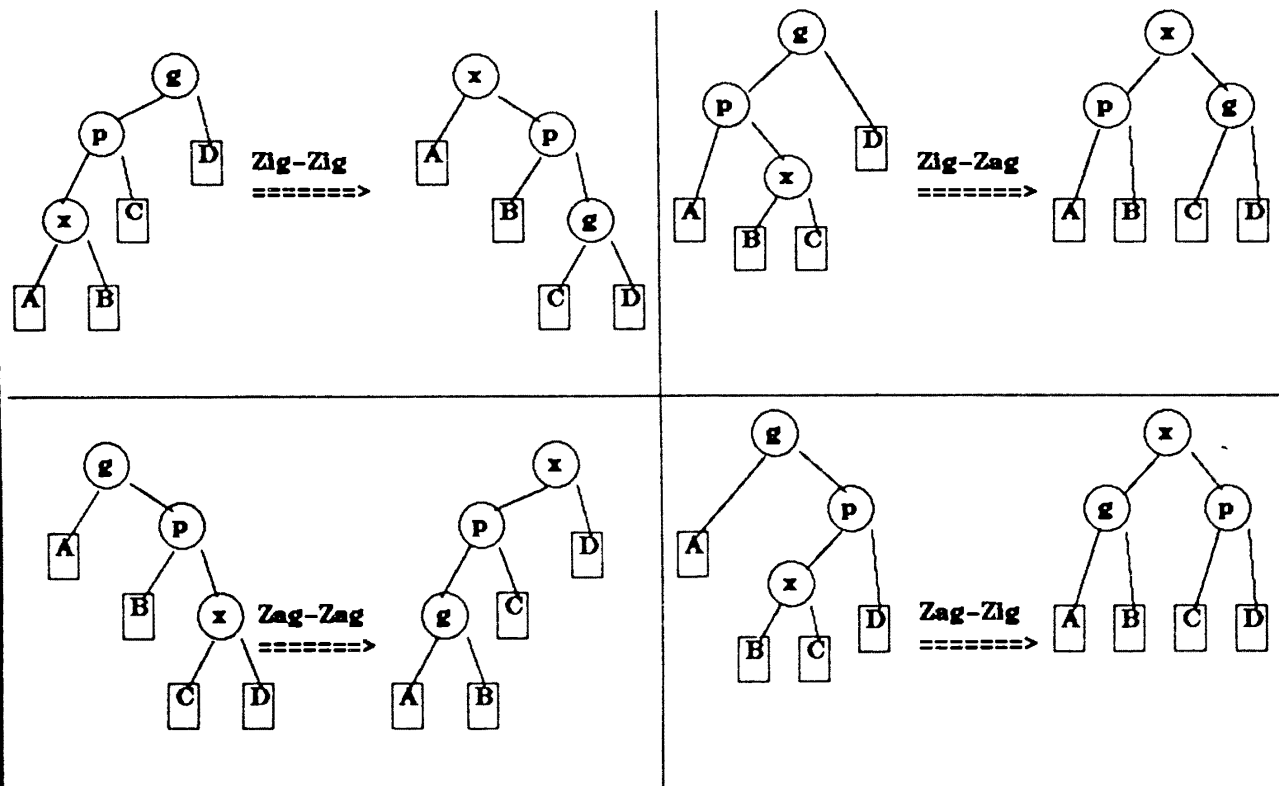 g x
p p
A D
Zig-Zig
=======>
x C B g
A B C D
g x
p p g
D
Zig-Zag
=======>
A x A B C D
B C
g x
p p
A D
B x g C
Zag-Zag
=======>
C D A B
g x
p g p
A
x
B C D A B C D
Zag-Zig
=======>